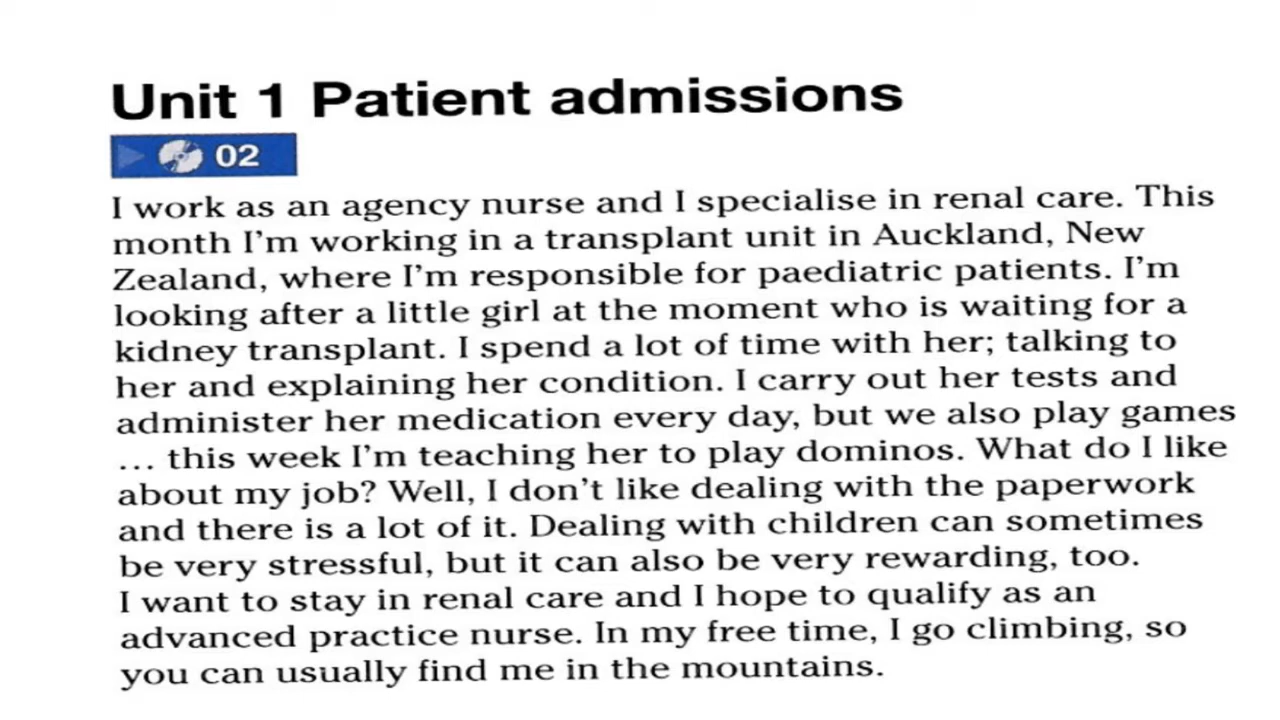 Unit 1 Patient admissions
02
I work as an agency nurse and I specialise in renal care. This
month I'm working in a transplant unit in Auckland, New
Zealand, where I'm responsible for paediatric patients. I'm
looking after a little girl at the moment who is waiting for a
kidney transplant. I spend a lot of time with her; talking to
her and explaining her condition. I carry out her tests and
administer her medication every day, but we also play games
... this week I'm teaching her to play dominos. What do I like
about my job? Well, I don't like dealing with the paperwork
and there is a lot of it. Dealing with children can sometimes
be very stressful, but it can also be very rewarding, too.
I want to stay in renal care and I hope to qualify as an
advanced practice nurse. In my free time, I go climbing, so
you can usually find me in the mountains.